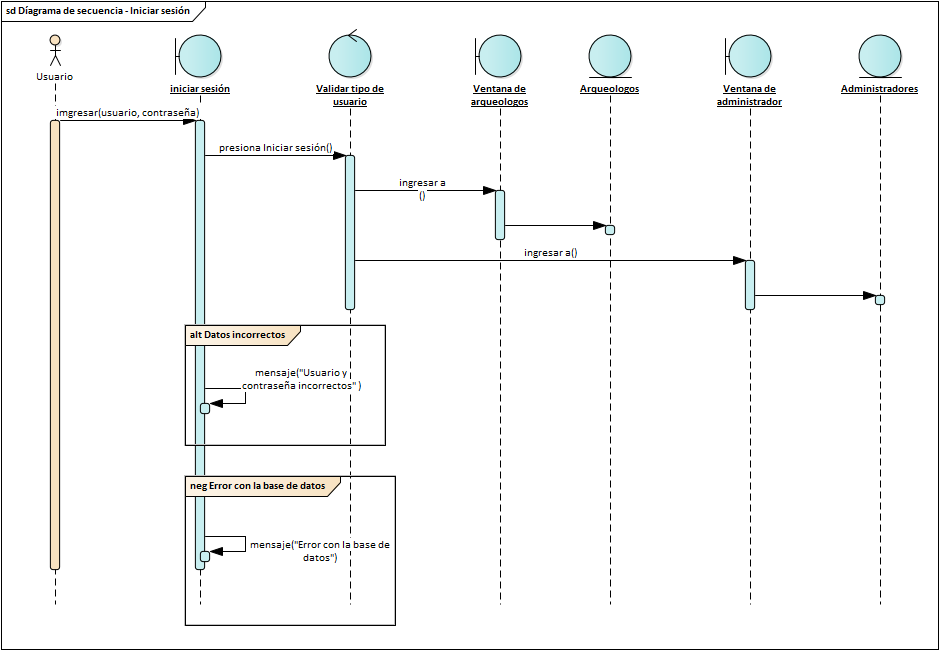 sd Diagrama de secuencia - Iniciar sesión
Usuario
iniciar sesión
Validar tipo de
usuario
Ventana de
arqueologos
Arqueologos
Ventana de
administrador
Administradores
imgresar(usuario, contraseña)
presiona Iniciar sesión()
ingresar a
()
ingresar a()
alt Datos incorrectos
mensaje("Usuario y
contraseña incorrectos" )
neg Error con la base de datos
mensaje("Error con la base de
datos")